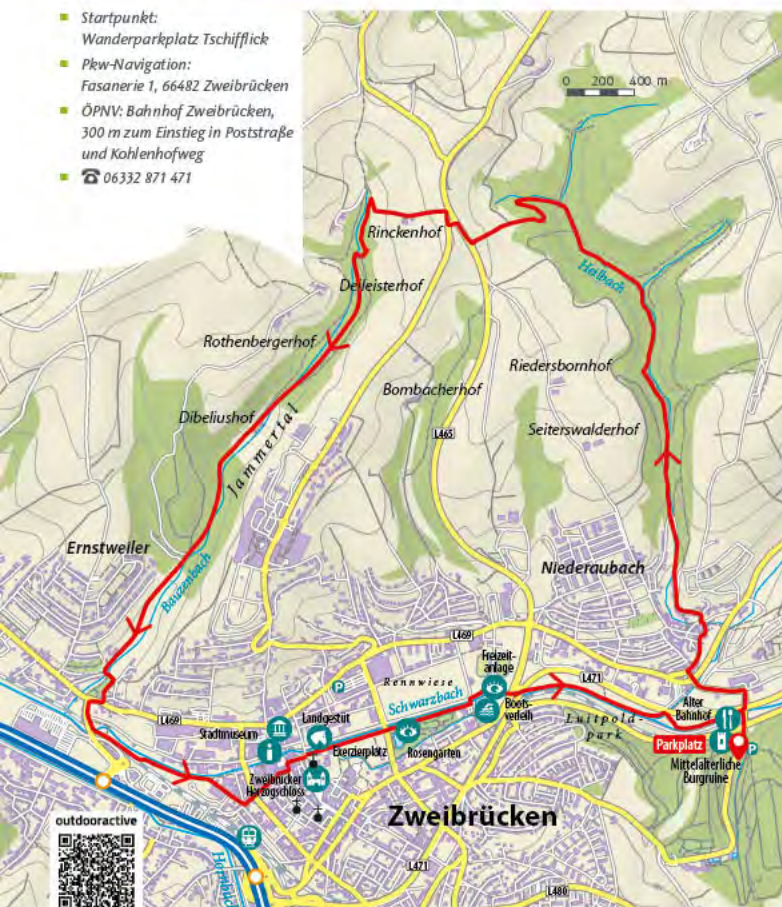 Startpunkt:
Wanderparkplatz Tschifflick
Pkw-Navigation:
Fasanerie 1, 66482 Zweibrücken
ÖPNV: Bahnhof Zweibrücken,
300 m zum Einstieg in Poststraße
und Kohlenhofweg
☎ 06332 871 471
0 200 400 m
Rinckenhof
Heilbach
Delleisterhof
Rothenbergerhof
Riedersbornhof
Bombacherhof
Dibeliushof
Seiterswalderhof
L465
Jammertal
Ernstweiler
Niederaubach
Bauzenbach
L469
Freizeit-
anlage
Rennwiese
L471
P
Schwarzbach
Boots-
verleih
Luitpold-
park
Alter
Bahnhof
L469
Landgestüt
Stadtmuseum
Exerzierplatz
Rosengarten
Parkplatz
P
Mittelalterliche
Burgruine
Zweibrücker
Herzogschloss
Zweibrücken
outdooractive
Hornbach
L471
L480